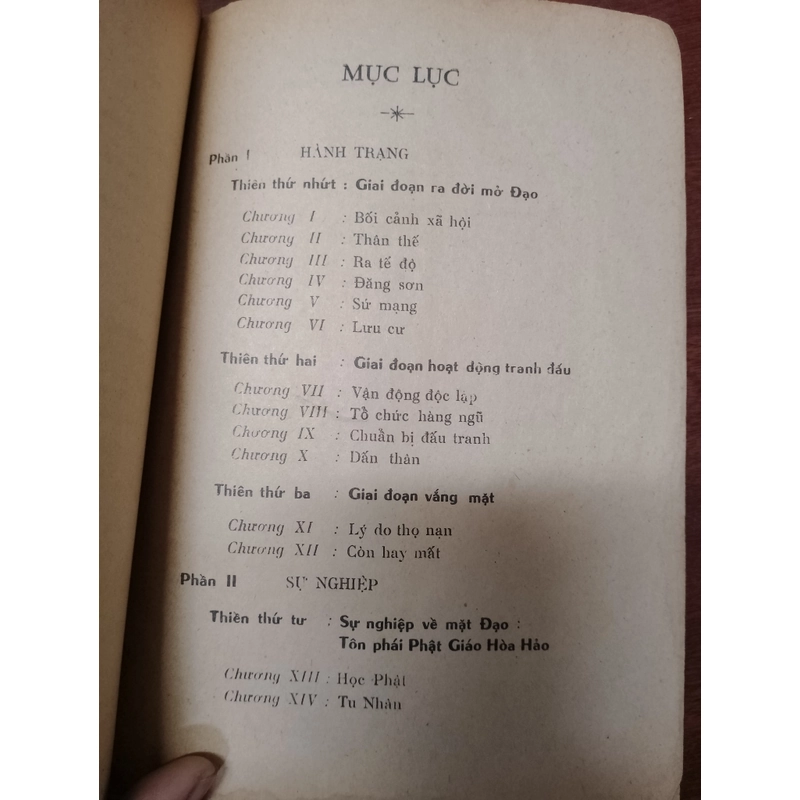 MỤC LỤC
Phần I HÀNH TRẠNG
Thiên thứ nhứt : Giai đoạn ra đời mở Đạo
Chương I : Bối cảnh xã hội
Chương II : Thân thế
Chương III : Ra tế độ
Chương IV : Đăng sơn
Chương V : Sứ mạng
Chương VI : Lưu cư
Thiên thứ hai : Giai đoạn hoạt động tranh đấu
Chương VII : Vận động độc lập
Chương VIII : Tổ chức hàng ngũ
Chương IX : Chuẩn bị đấu tranh
Chương X : Dấn thân
Thiên thứ ba : Giai đoạn vắng mặt
Chương XI : Lý do thọ nạn
Chương XII : Còn hay mất
Phần II SỰ NGHIỆP
Thiên thứ tư : Sự nghiệp về mặt Đạo :
Tôn phái Phật Giáo Hòa Hảo
Chương XIII : Học Phật
Chương XIV : Tu Nhân